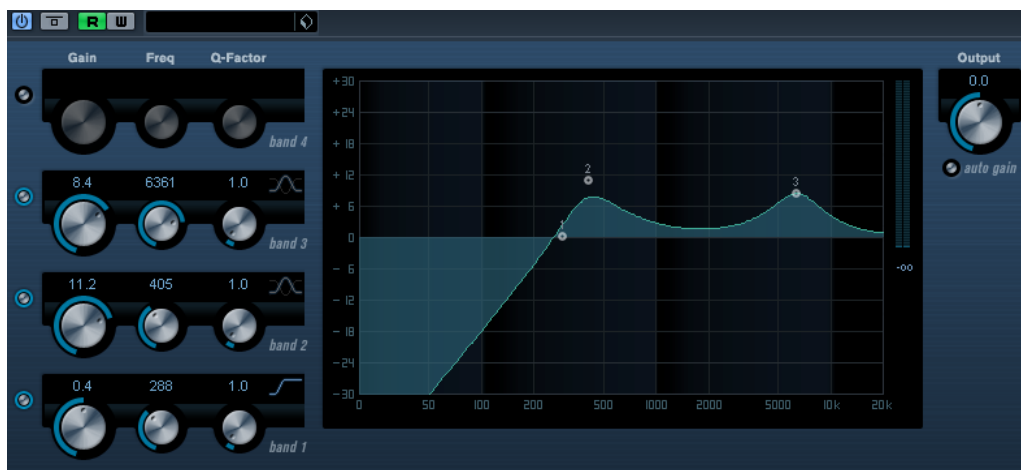 R W
Gain Freq Q-Factor
Output
0.0
auto gain
band 4
8.4 6361 1.0
band 3
11.2 405 1.0
band 2
0.4 288 1.0
band 1
+30
+24
+18
+12
+6
0
-6
-12
-18
-24
-30
0 50 100 200 500 1000 2000 5000 10k 20k
1
2
3
-oo